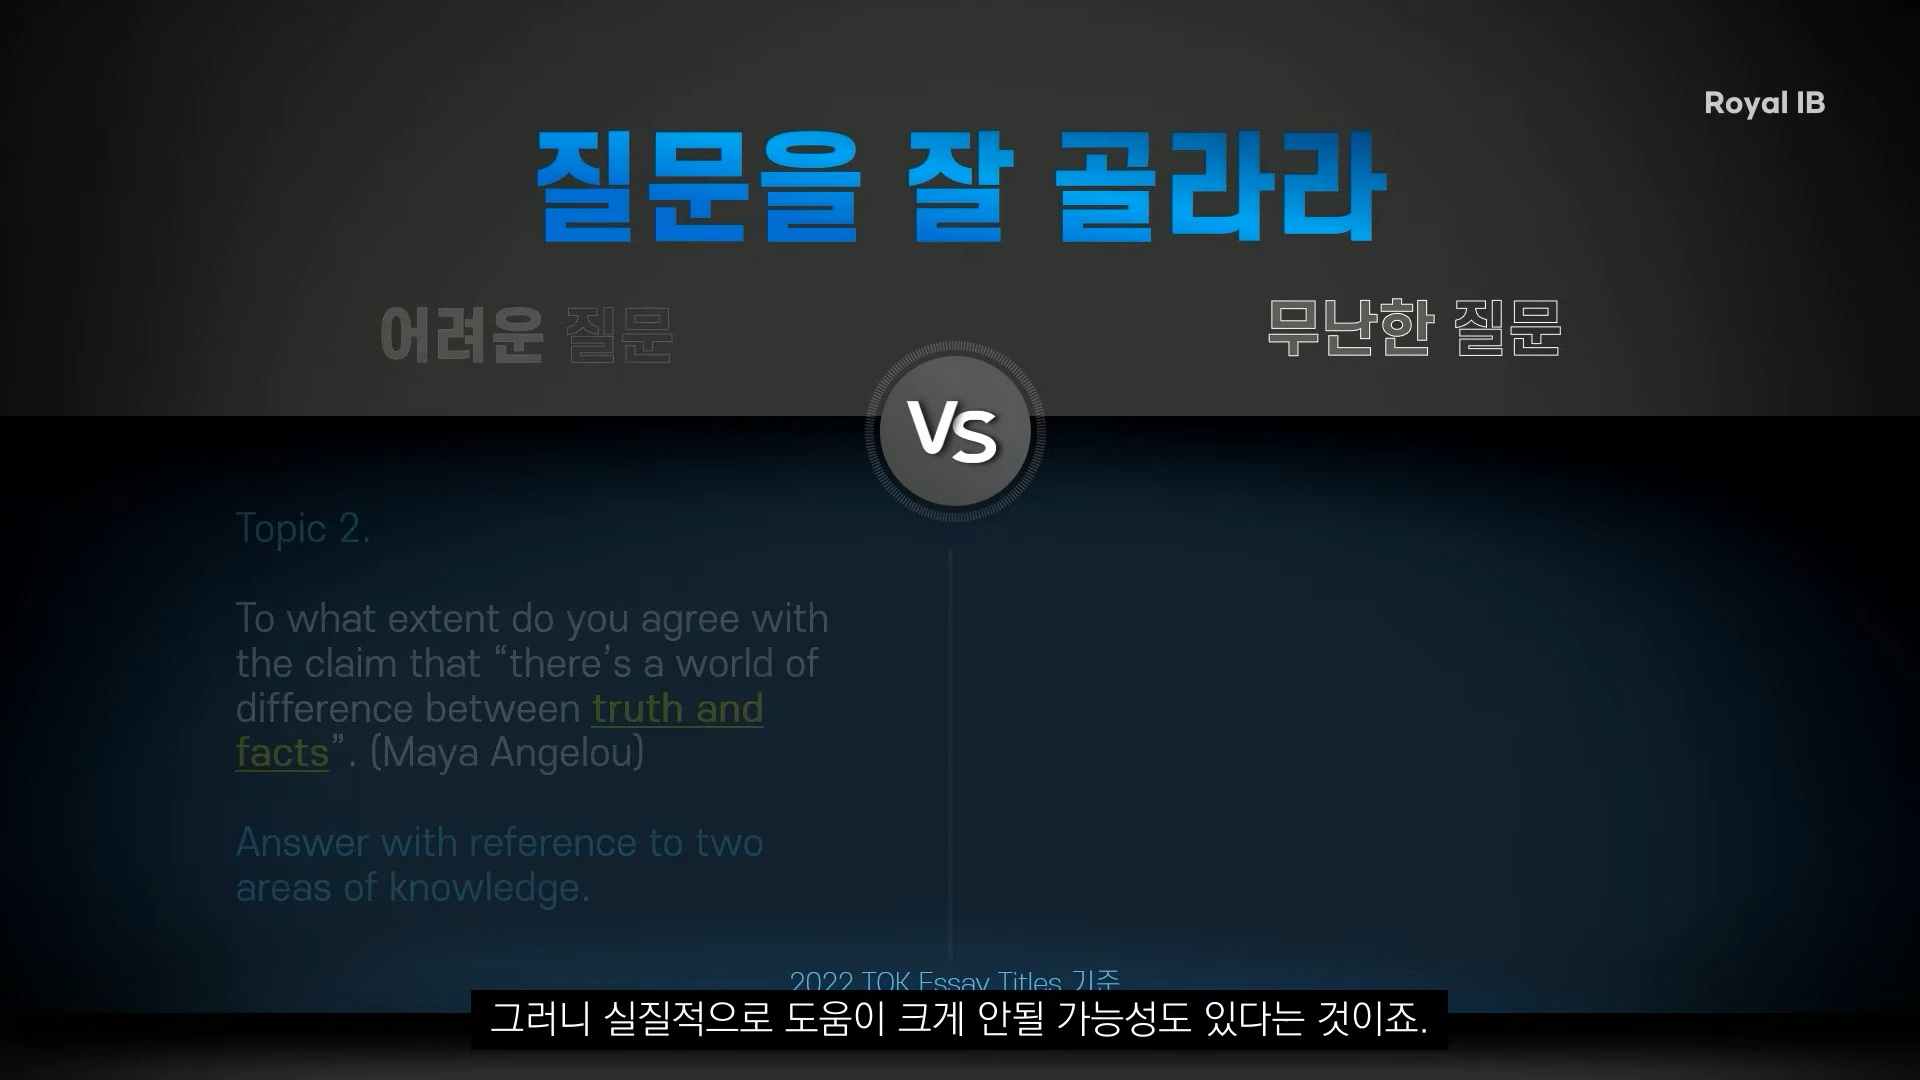 Royal IB
질문을 잘 골라라
어려운 질문
무난한 질문
VS
Topic 2.
To what extent do you agree with
the claim that “there’s a world of
difference between truth and
facts”. (Maya Angelou)
Answer with reference to two
areas of knowledge.
2022 TOK Essay Titles 기준
그러니 실질적으로 도움이 크게 안될 가능성도 있다는 것이죠.